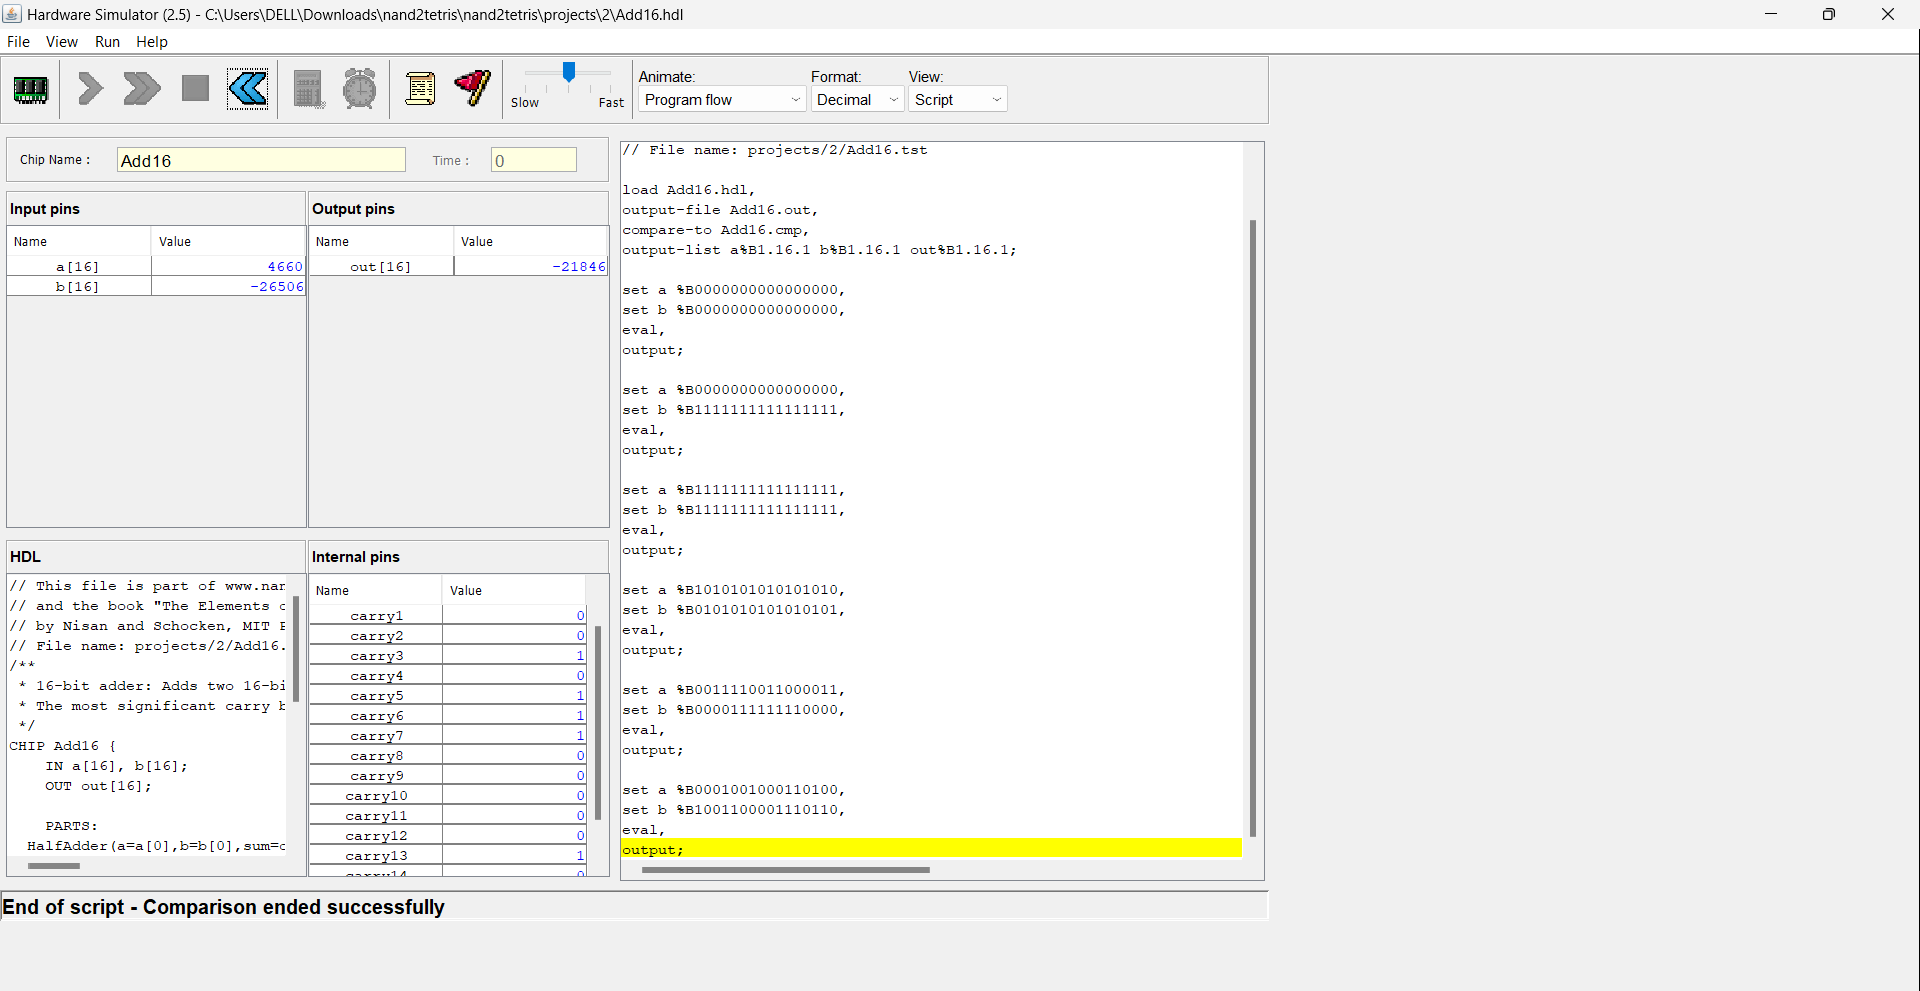 Hardware Simulator (2.5) - C:\Users\DELL\Downloads\nand2tetris\nand2tetris\projects\2\Add16.hdl
File View Run Help
Slow Fast
Animate: Format: View:
Program flow Decimal Script
Chip Name : Add16 Time : 0
Input pins
Name Value
a[16] 4660
b[16] -26506
Output pins
Name Value
out[16] -21846
HDL
// This file is part of www.nan
// and the book "The Elements o
// by Nisan and Schocken, MIT P
// File name: projects/2/Add16.
/**
* 16-bit adder: Adds two 16-bi
* The most significant carry b
*/
CHIP Add16 {
IN a[16], b[16];
OUT out[16];
PARTS:
HalfAdder(a=a[0],b=b[0],sum=o
Internal pins
Name Value
carry1 0
carry2 0
carry3 1
carry4 0
carry5 1
carry6 1
carry7 1
carry8 0
carry9 0
carry10 0
carry11 0
carry12 0
carry13 1
carry14 0
// File name: projects/2/Add16.tst
load Add16.hdl,
output-file Add16.out,
compare-to Add16.cmp,
output-list a%B1.16.1 b%B1.16.1 out%B1.16.1;
set a %B0000000000000000,
set b %B0000000000000000,
eval,
output;
set a %B0000000000000000,
set b %B1111111111111111,
eval,
output;
set a %B1111111111111111,
set b %B1111111111111111,
eval,
output;
set a %B1010101010101010,
set b %B0101010101010101,
eval,
output;
set a %B0011110011000011,
set b %B0000111111110000,
eval,
output;
set a %B0001001000110100,
set b %B1001100001110110,
eval,
output;
End of script - Comparison ended successfully